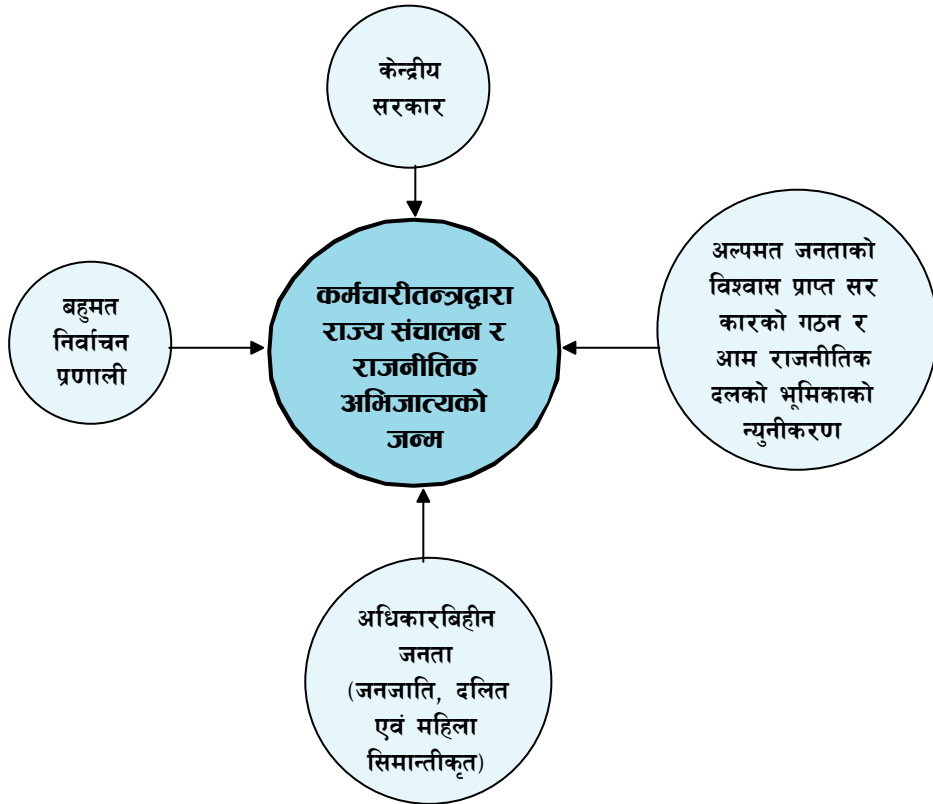 केन्द्रीय
सरकार
बहुमत
निर्वाचन
प्रणाली
कर्मचारीतन्त्रद्वारा
राज्य संचालन र
राजनीतिक
अभिजात्यको
जन्म
अल्पमत जनताको
विश्वास प्राप्त सर
कारको गठन र
आम राजनीतिक
दलको भूमिकाको
न्युनीकरण
अधिकारबिहीन
जनता
(जनजाति, दलित
एवं महिला
सिमान्तीकृत)